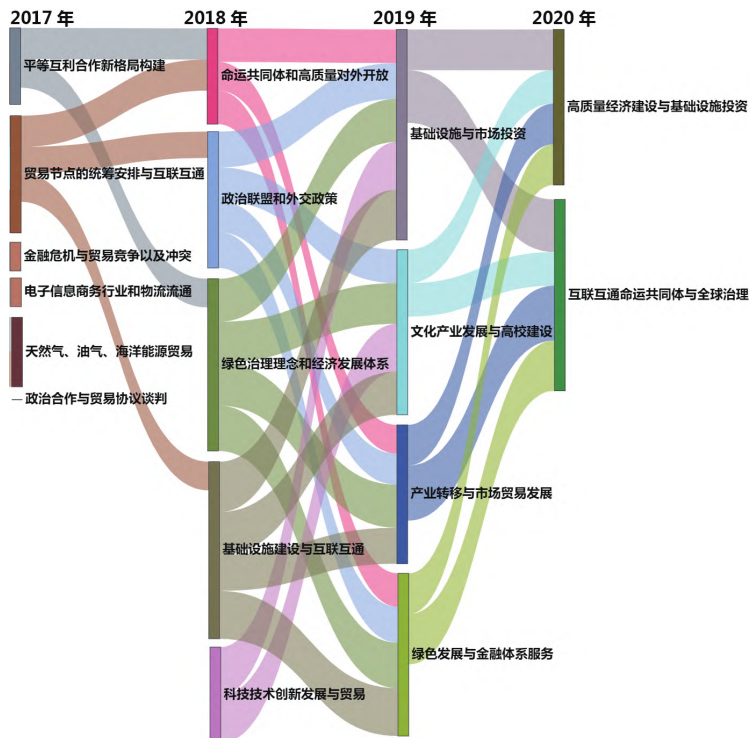 2017 年
2018 年
2019 年
2020 年
平等互利合作新格局构建
贸易节点的统筹安排与互联互通
金融危机与贸易竞争以及冲突
电子信息商务行业和物流流通
天然气、油气、海洋能源贸易
政治合作与贸易协议谈判
命运共同体和高质量对外开放
政治联盟和外交政策
绿色治理理念和经济发展体系
基础设施建设与互联互通
科技技术创新发展与贸易
基础设施与市场投资
文化产业发展与高校建设
产业转移与市场贸易发展
绿色发展与金融体系服务
高质量经济建设与基础设施投资
互联互通命运共同体与全球治理